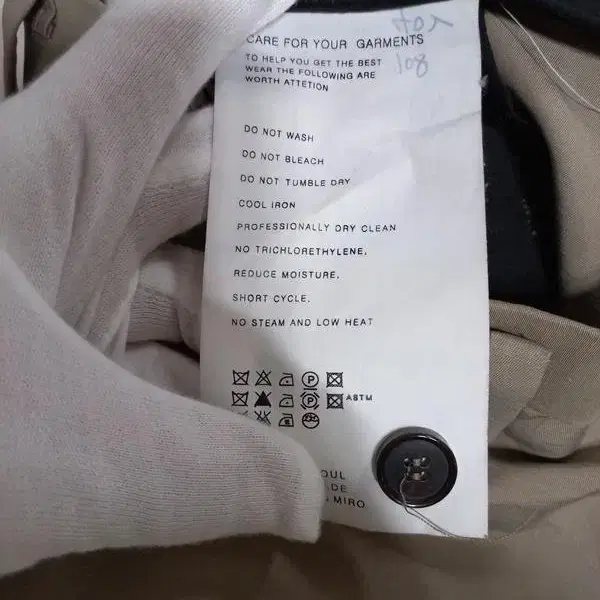 CARE FOR YOUR GARMENTS
TO HELP YOU GET THE BEST
WEAR THE FOLLOWING ARE
WORTH ATTETION
DO NOT WASH
DO NOT BLEACH
DO NOT TUMBLE DRY
COOL IRON
PROFESSIONALLY DRY CLEAN
NO TRICHLORETHYLENE,
REDUCE MOISTURE,
SHORT CYCLE,
NO STEAM AND LOW HEAT
P
P ASTM
MIRO